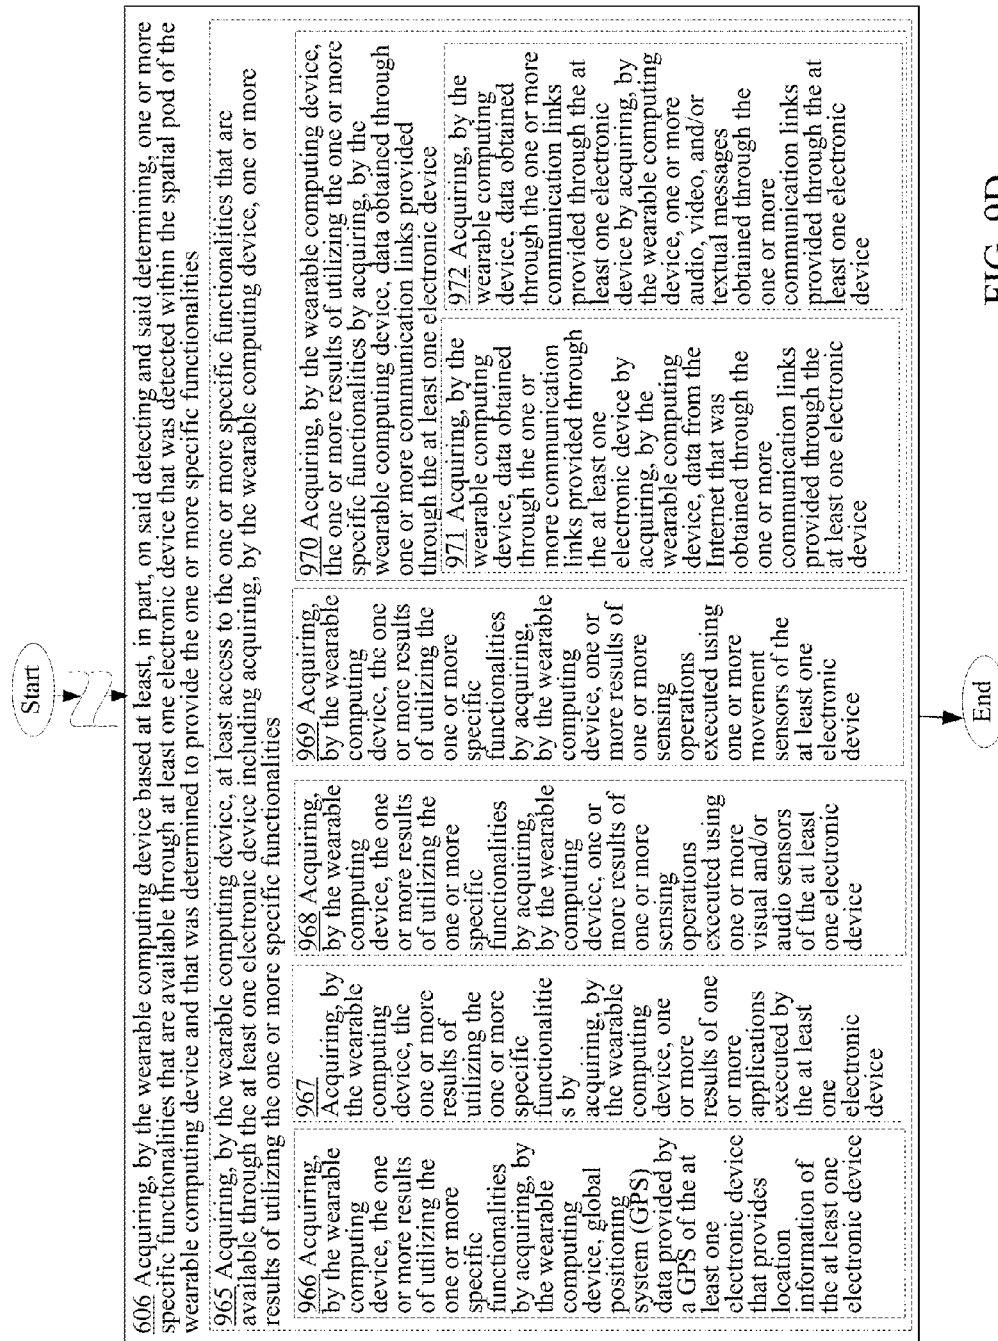 Start
606 Acquiring, by the wearable computing device based at least, in part, on said detecting and said determining, one or more
specific functionalities that are available through at least one electronic device that was detected within the spatial pod of the
wearable computing device and that was determined to provide the one or more specific functionalities
965 Acquiring, by the wearable computing device, at least access to the one or more specific functionalities that are
available through the at least one electronic device including acquiring, by the wearable computing device, one or more
results of utilizing the one or more specific functionalities
966 Acquiring,
by the wearable
computing
device, the one
or more results
of utilizing the
one or more
specific
functionalities
by acquiring, by
the wearable
computing
device, global
positioning
system (GPS)
data provided by
a GPS of the at
least one
electronic device
that provides
location
information of
the at least one
electronic device
967
Acquiring, by
the wearable
computing
device, the
one or more
results of
utilizing the
one or more
specific
functionalitie
s by
acquiring, by
the wearable
computing
device, one
or more
results of one
or more
applications
executed by
the at least
one
electronic
device
968 Acquiring,
by the wearable
computing
device, the one
or more results
of utilizing the
one or more
specific
functionalities
by acquiring,
by the wearable
computing
device, one or
more results of
one or more
sensing
operations
executed using
one or more
visual and/or
audio sensors
of the at least
one electronic
device
969 Acquiring,
by the wearable
computing
device, the one
or more results
of utilizing the
one or more
specific
functionalities
by acquiring,
by the wearable
computing
device, one or
more results of
one or more
sensing
operations
executed using
one or more
movement
sensors of the
at least one
electronic
device
970 Acquiring, by the wearable computing device,
the one or more results of utilizing the one or more
specific functionalities by acquiring, by the
wearable computing device, data obtained through
one or more communication links provided
through the at least one electronic device
971 Acquiring, by the
wearable computing
device, data obtained
through the one or
more communication
links provided through
the at least one
electronic device by
acquiring, by the
wearable computing
device, data from the
Internet that was
obtained through the
one or more
communication links
provided through the
at least one electronic
device
972 Acquiring, by the
wearable computing
device, data obtained
through the one or more
communication links
provided through the at
least one electronic
device by acquiring, by
the wearable computing
device, one or more
audio, video, and/or
textual messages
obtained through the
one or more
communication links
provided through the at
least one electronic
device
End
FIG. 9D